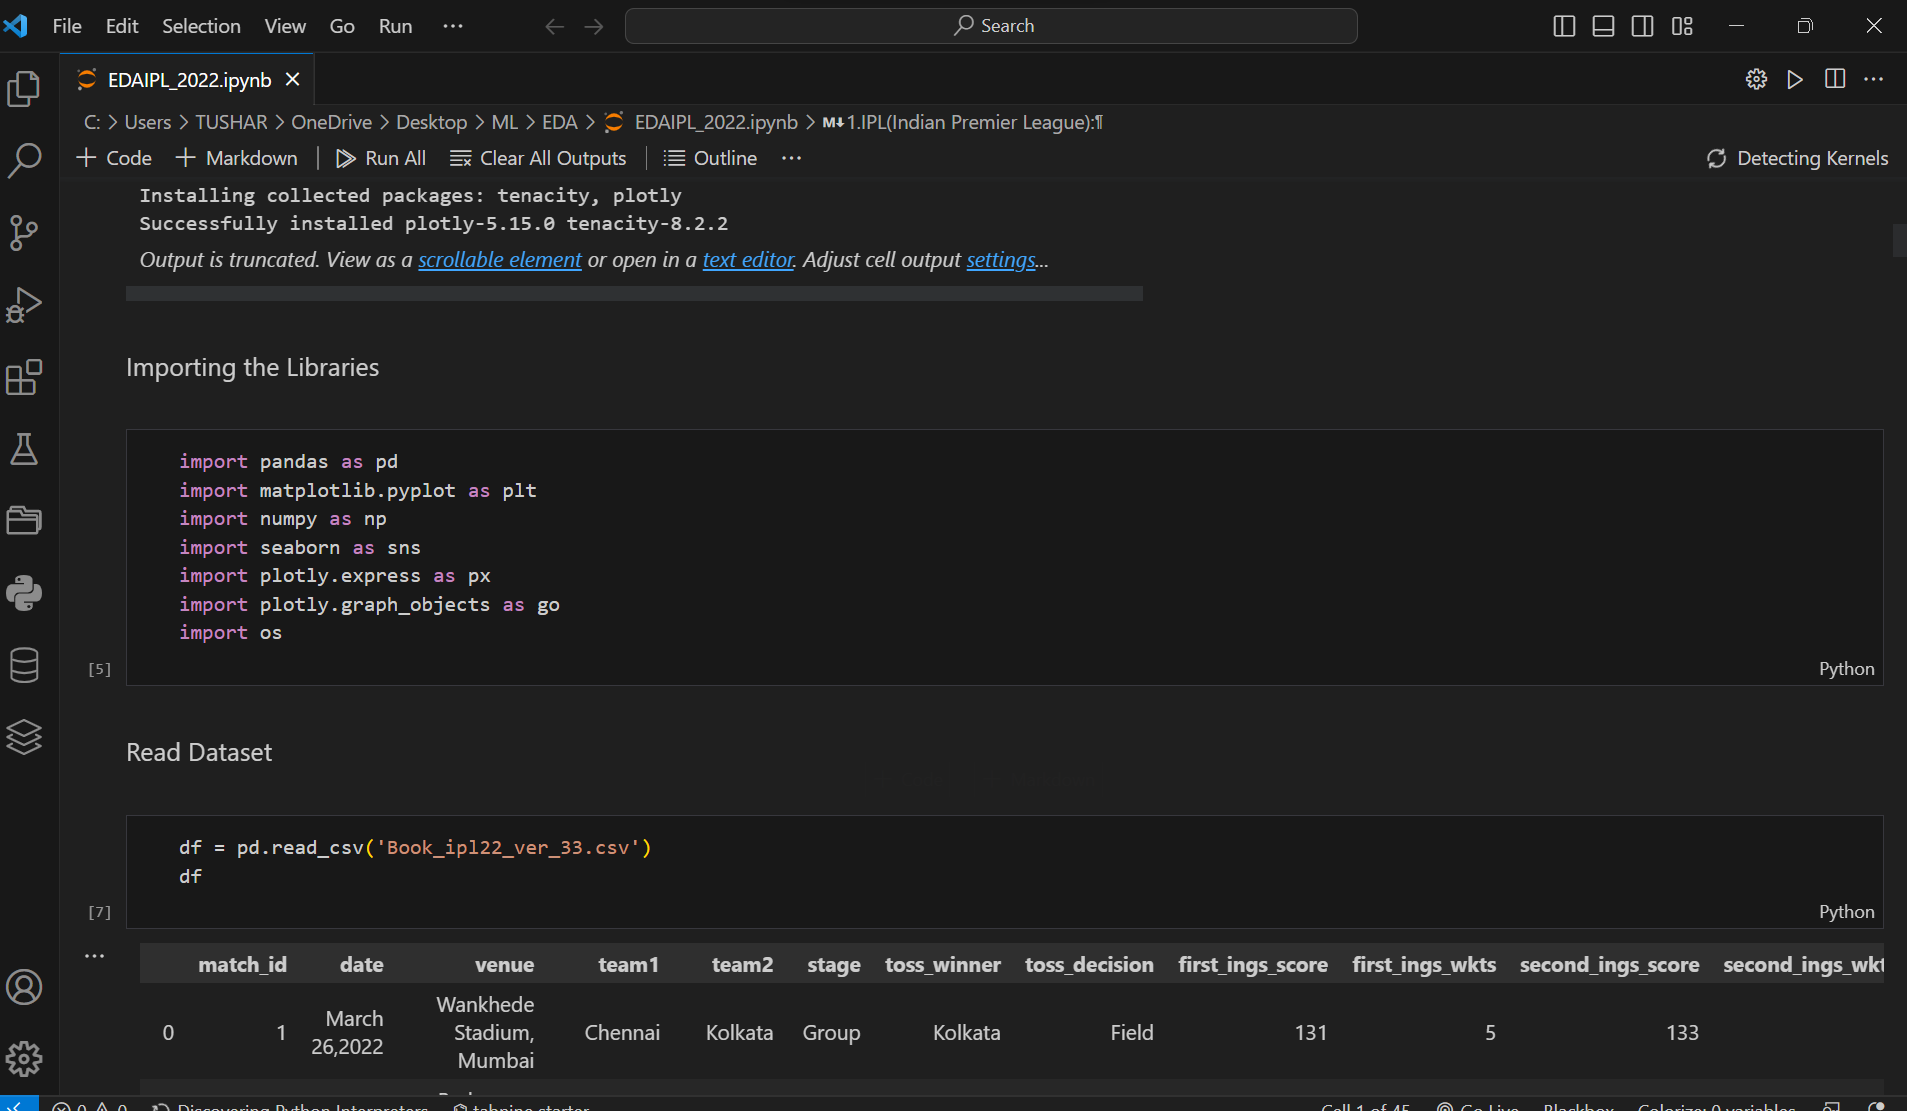 File Edit Selection View Go Run ··· Search
EDAIPL_2022.ipynb
C: > Users > TUSHAR > OneDrive > Desktop > ML > EDA > EDAIPL_2022.ipynb > M↓1.IPL(Indian Premier League):¶
+ Code + Markdown | Run All Clear All Outputs | Outline ··· Detecting Kernels
Installing collected packages: tenacity, plotly
Successfully installed plotly-5.15.0 tenacity-8.2.2
Output is truncated. View as a scrollable element or open in a text editor. Adjust cell output settings...
Importing the Libraries
import pandas as pd
import matplotlib.pyplot as plt
import numpy as np
import seaborn as sns
import plotly.express as px
import plotly.graph_objects as go
import os
[5] Python
Read Dataset
df = pd.read_csv('Book_ipl22_ver_33.csv')
df
[7] Python
match_id date venue team1 team2 stage toss_winner toss_decision first_ings_score first_ings_wkts second_ings_score second_ings_wkt
0 1 March 26,2022 Wankhede Stadium, Mumbai Chennai Kolkata Group Kolkata Field 131 5 133
0 0 Discovering Python Interpreters tabnine starter Cell 1 of 45 Go Live Blackbox Colorize: 0 variables